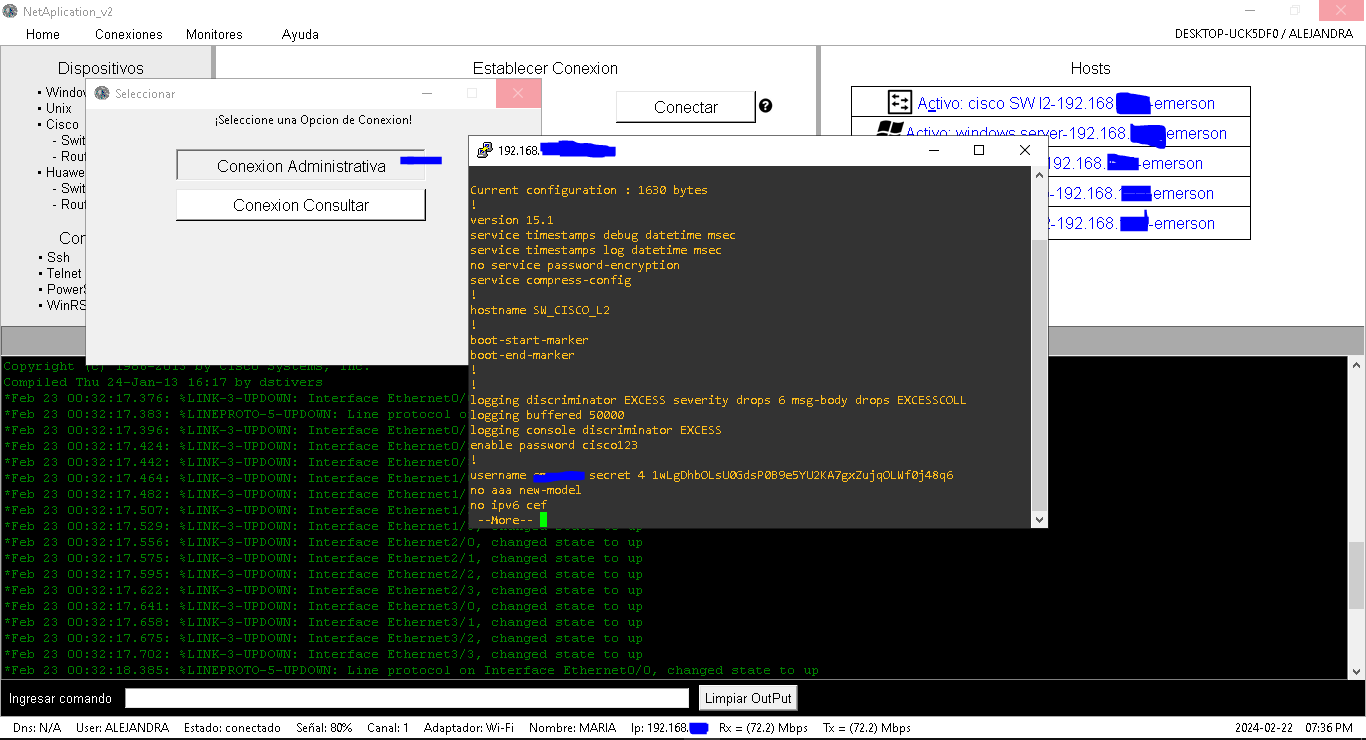 NetAplication_v2
Home Conexiones Monitores Ayuda DESKTOP-UCK5DF0 / ALEJANDRA
Dispositivos
• Windov
• Unix
• Cisco
- Swit
- Rout
• Huawe
- Swit
- Rout
Cor
• Ssh
• Telnet
• PowerS
• WinRS
Seleccionar
¡Seleccione una Opcion de Conexion!
Conexion Administrativa
Conexion Consultar
Establecer Conexion
Conectar
Hosts
Activo: cisco SW l2-192.168 -emerson
Activo: windows server-192.168. emerson
92.168. -emerson
-192.168. -emerson
2-192.168. -emerson
192.168.
Current configuration : 1630 bytes
!
version 15.1
service timestamps debug datetime msec
service timestamps log datetime msec
no service password-encryption
service compress-config
!
hostname SW_CISCO_L2
!
boot-start-marker
boot-end-marker
!
!
logging discriminator EXCESS severity drops 6 msg-body drops EXCESSCOLL
logging buffered 50000
logging console discriminator EXCESS
enable password cisco123
!
username secret 4 1wLgDhbOLsU0GdsP0B9e5YU2KA7gxZujqOLWf0j48q6
no aaa new-model
no ipv6 cef
--More--
Copyright (c) 1986-2013 by Cisco Systems, Inc.
Compiled Thu 24-Jan-13 16:17 by dstivers
*Feb 23 00:32:17.376: %LINK-3-UPDOWN: Interface Ethernet0/
*Feb 23 00:32:17.383: %LINEPROTO-5-UPDOWN: Line protocol o
*Feb 23 00:32:17.396: %LINK-3-UPDOWN: Interface Ethernet0/
*Feb 23 00:32:17.424: %LINK-3-UPDOWN: Interface Ethernet0/
*Feb 23 00:32:17.442: %LINK-3-UPDOWN: Interface Ethernet0/
*Feb 23 00:32:17.464: %LINK-3-UPDOWN: Interface Ethernet1/
*Feb 23 00:32:17.482: %LINK-3-UPDOWN: Interface Ethernet1/
*Feb 23 00:32:17.507: %LINK-3-UPDOWN: Interface Ethernet1/
*Feb 23 00:32:17.529: %LINK-3-UPDOWN: Interface Ethernet1/3, changed state to up
*Feb 23 00:32:17.556: %LINK-3-UPDOWN: Interface Ethernet2/0, changed state to up
*Feb 23 00:32:17.575: %LINK-3-UPDOWN: Interface Ethernet2/1, changed state to up
*Feb 23 00:32:17.595: %LINK-3-UPDOWN: Interface Ethernet2/2, changed state to up
*Feb 23 00:32:17.622: %LINK-3-UPDOWN: Interface Ethernet2/3, changed state to up
*Feb 23 00:32:17.641: %LINK-3-UPDOWN: Interface Ethernet3/0, changed state to up
*Feb 23 00:32:17.658: %LINK-3-UPDOWN: Interface Ethernet3/1, changed state to up
*Feb 23 00:32:17.675: %LINK-3-UPDOWN: Interface Ethernet3/2, changed state to up
*Feb 23 00:32:17.702: %LINK-3-UPDOWN: Interface Ethernet3/3, changed state to up
*Feb 23 00:32:18.385: %LINEPROTO-5-UPDOWN: Line protocol on Interface Ethernet0/0, changed state to up
Ingresar comando Limpiar OutPut
Dns: N/A User: ALEJANDRA Estado: conectado Señal: 80% Canal: 1 Adaptador: Wi-Fi Nombre: MARIA Ip: 192.168. Rx = (72.2) Mbps Tx = (72.2) Mbps 2024-02-22 07:36 PM